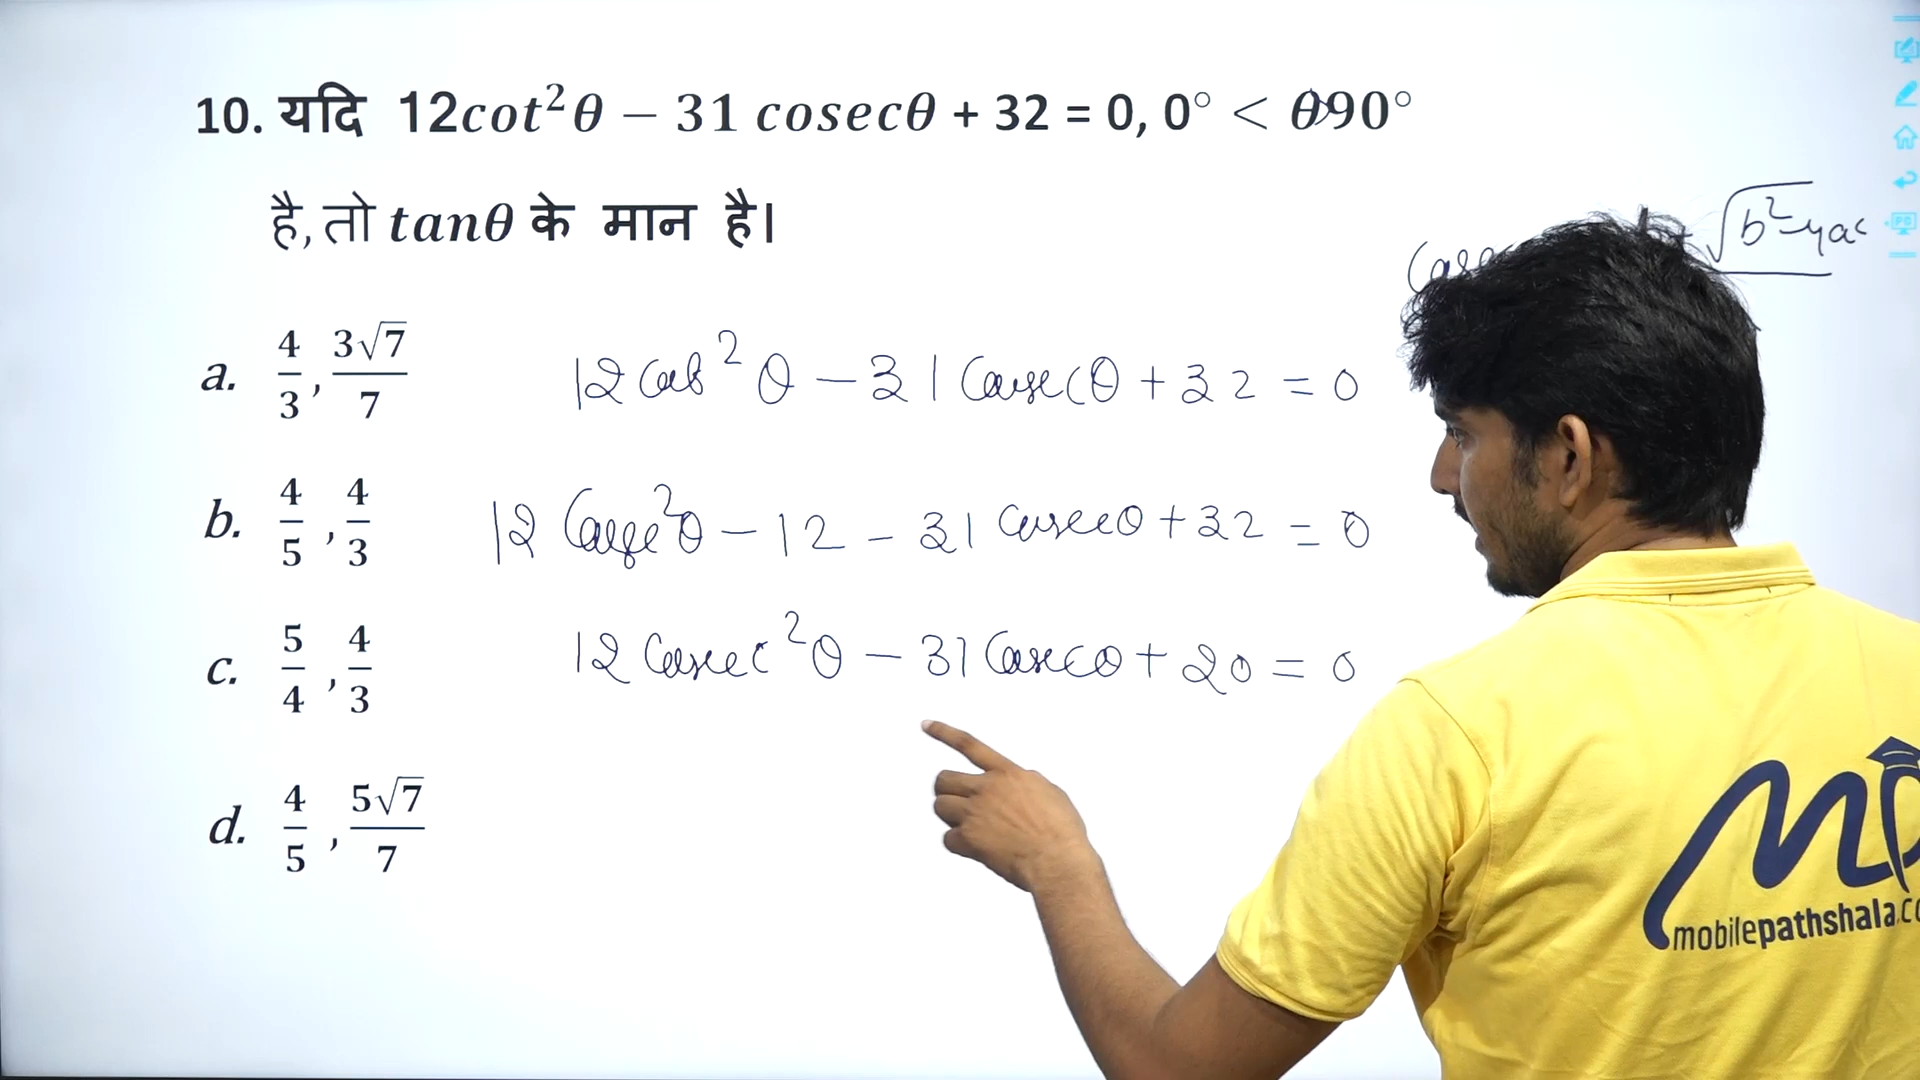 10. यदि 12cot²θ − 31 cosecθ + 32 = 0, 0° < θ90°
है, तो tanθ के मान है।
√b²-4ac
a. 4/3, 3√7/7
12 cot²θ − 31 Cosecθ + 32 = 0
b. 4/5, 4/3
12 Cosec²θ − 12 − 31 Cosecθ + 32 = 0
c. 5/4, 4/3
12 Cosec²θ − 31 Cosecθ + 20 = 0
d. 4/5, 5√7/7
mobilepathshala.co